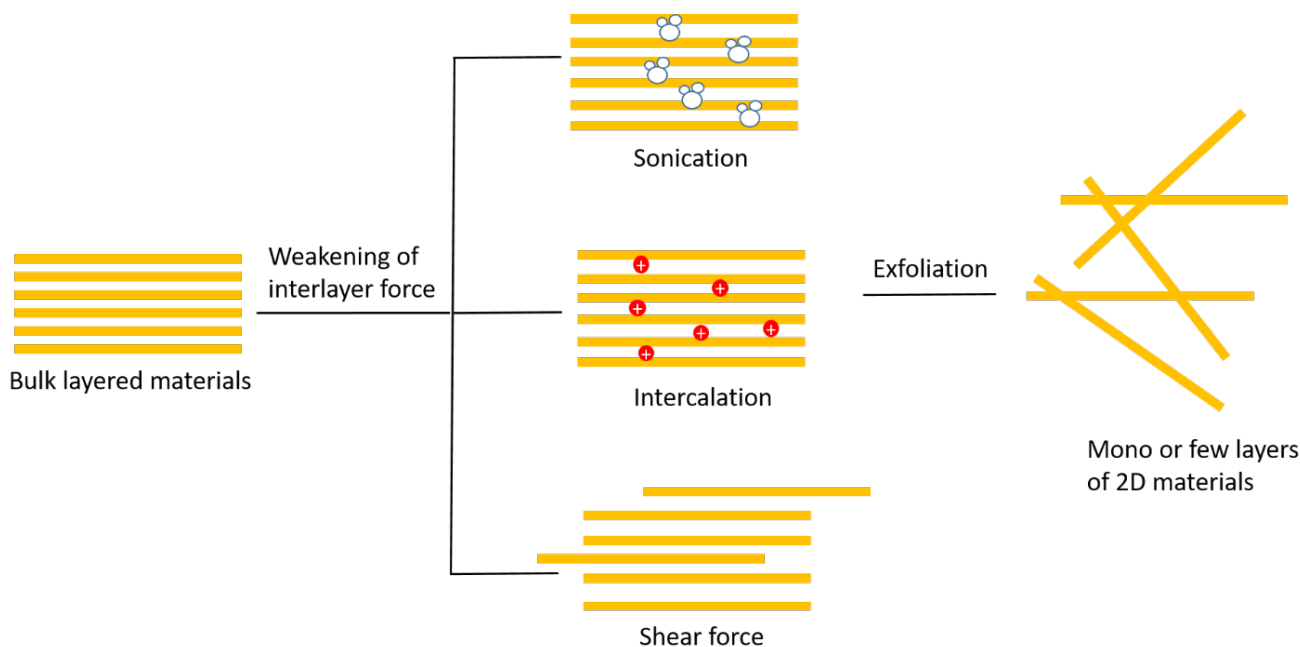 Bulk layered materials
Weakening of
interlayer force
Sonication
+
+
+
+
+
+
Intercalation
Shear force
Exfoliation
Mono or few layers
of 2D materials